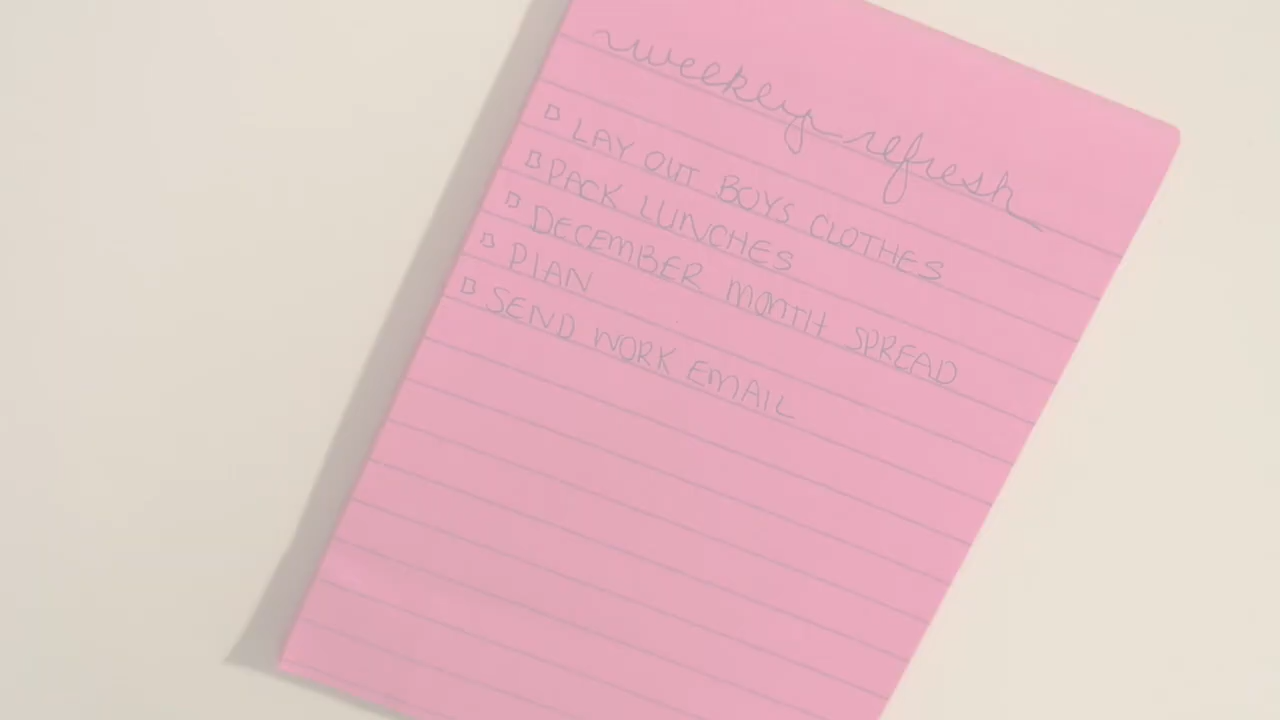 weekly refresh
LAY OUT BOYS CLOTHES
PACK LUNCHES
DECEMBER MONTH SPREAD
PLAN
SEND WORK EMAIL